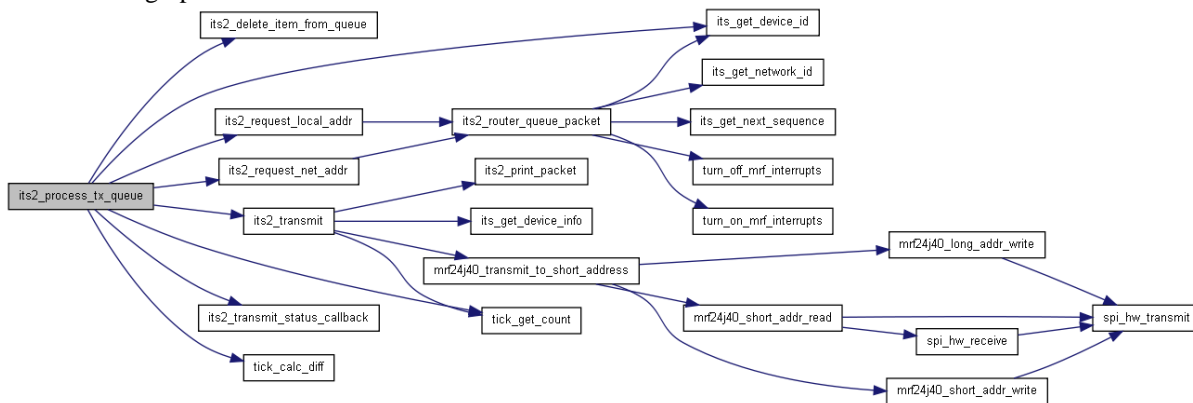 its2_delete_item_from_queue
its_get_device_id
its_get_network_id
its2_request_local_addr
its2_router_queue_packet
its_get_next_sequence
its2_request_net_addr
its2_print_packet
turn_off_mrf_interrupts
its2_process_tx_queue
its2_transmit
its_get_device_info
turn_on_mrf_interrupts
mrf24j40_long_addr_write
mrf24j40_transmit_to_short_address
its2_transmit_status_callback
tick_get_count
mrf24j40_short_addr_read
spi_hw_transmit
spi_hw_receive
tick_calc_diff
mrf24j40_short_addr_write